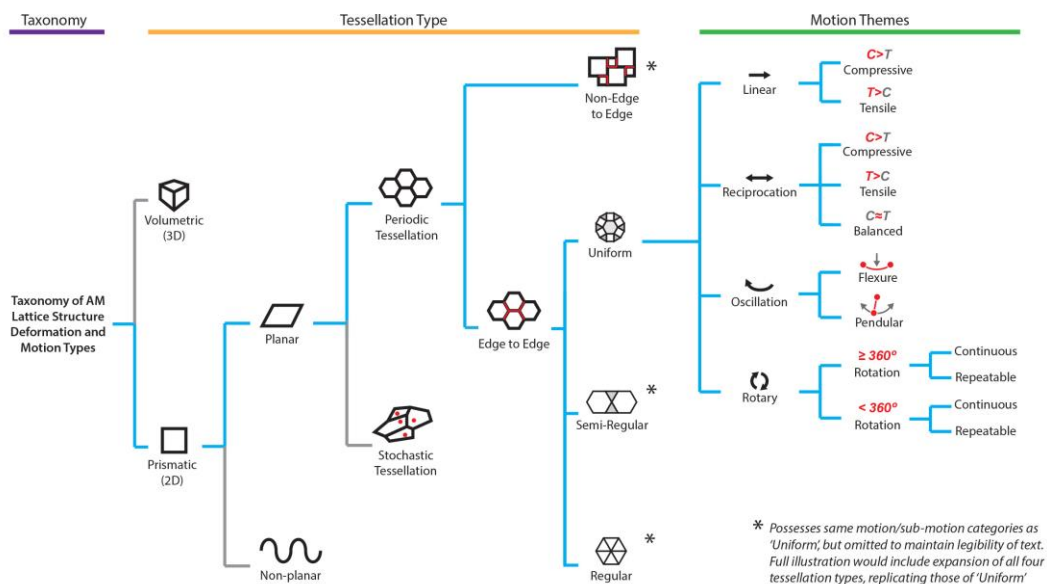 Taxonomy
Tessellation Type
Motion Themes
Taxonomy of AM
Lattice Structure
Deformation and
Motion Types
Volumetric
(3D)
Prismatic
(2D)
Planar
Non-planar
Periodic
Tessellation
Stochastic
Tessellation
*
Non-Edge
to Edge
Edge to Edge
Uniform
*
Semi-Regular
*
Regular
Linear
C>T
Compressive
T>C
Tensile
Reciprocation
C>T
Compressive
T>C
Tensile
C≈T
Balanced
Oscillation
Flexure
Pendular
Rotary
≥ 360º
Rotation
Continuous
Repeatable
< 360º
Rotation
Continuous
Repeatable
* Possesses same motion/sub-motion categories as
'Uniform', but omitted to maintain legibility of text.
Full illustration would include expansion of all four
tessellation types, replicating those of 'Uniform'